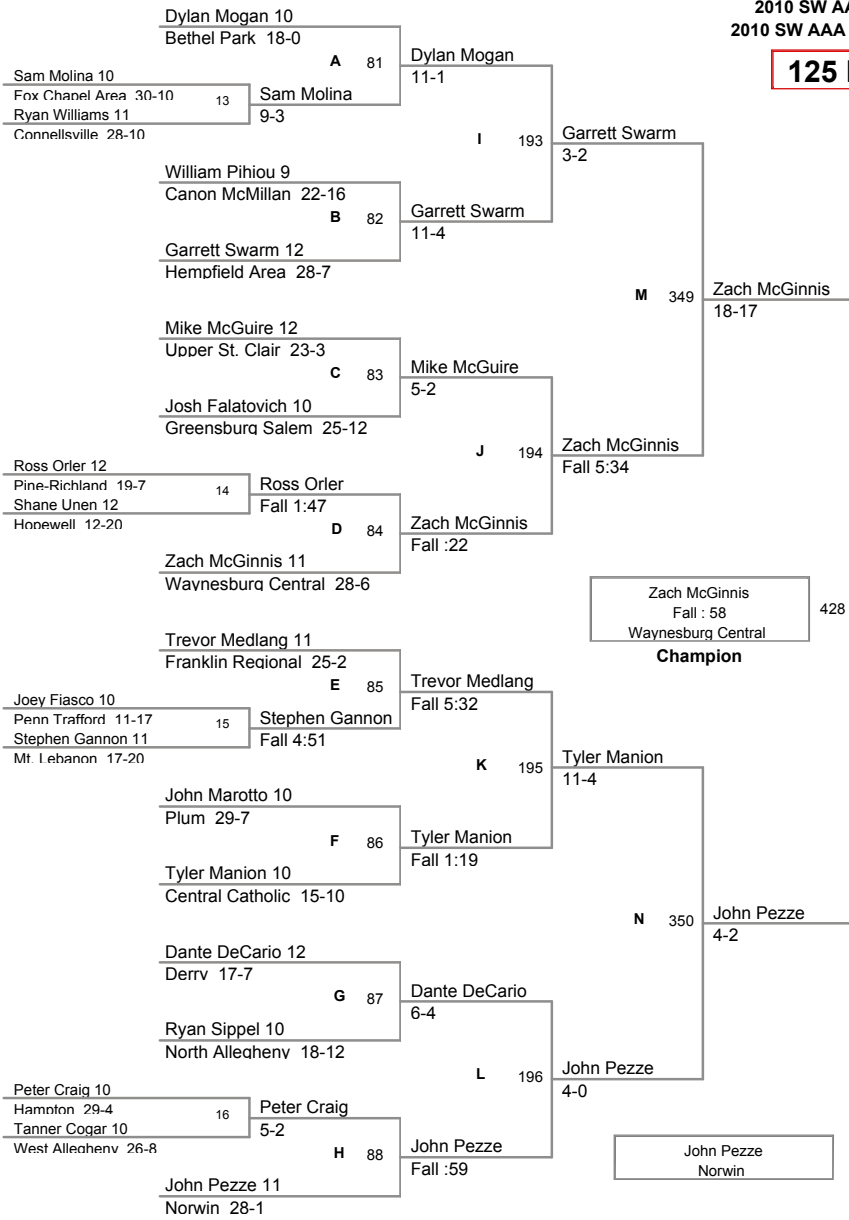 2010 SW AA
2010 SW AAA
125
Dylan Mogan 10
Bethel Park 18-0
A 81
Dylan Mogan
11-1
Sam Molina 10
Fox Chapel Area 30-10
13
Sam Molina
9-3
Ryan Williams 11
Connellsville 28-10
I 193
Garrett Swarm
3-2
William Pihiou 9
Canon McMillan 22-16
B 82
Garrett Swarm
11-4
Garrett Swarm 12
Hempfield Area 28-7
M 349
Zach McGinnis
18-17
Mike McGuire 12
Upper St. Clair 23-3
C 83
Mike McGuire
5-2
Josh Falatovich 10
Greensburg Salem 25-12
J 194
Zach McGinnis
Fall 5:34
Ross Orler 12
Pine-Richland 19-7
14
Ross Orler
Fall 1:47
Shane Unen 12
Hopewell 12-20
D 84
Zach McGinnis
Fall :22
Zach McGinnis 11
Waynesburg Central 28-6
Zach McGinnis
Fall : 58
Waynesburg Central
428
Champion
Trevor Medlang 11
Franklin Regional 25-2
E 85
Trevor Medlang
Fall 5:32
Joey Fiasco 10
Penn Trafford 11-17
15
Stephen Gannon
Fall 4:51
Stephen Gannon 11
Mt. Lebanon 17-20
K 195
Tyler Manion
11-4
John Marotto 10
Plum 29-7
F 86
Tyler Manion
Fall 1:19
Tyler Manion 10
Central Catholic 15-10
N 350
John Pezze
4-2
Dante DeCario 12
Derry 17-7
G 87
Dante DeCario
6-4
Ryan Sippel 10
North Allegheny 18-12
L 196
John Pezze
4-0
Peter Craig 10
Hampton 29-4
16
Peter Craig
5-2
Tanner Cogar 10
West Allegheny 26-8
H 88
John Pezze
Fall :59
John Pezze 11
Norwin 28-1
John Pezze
Norwin